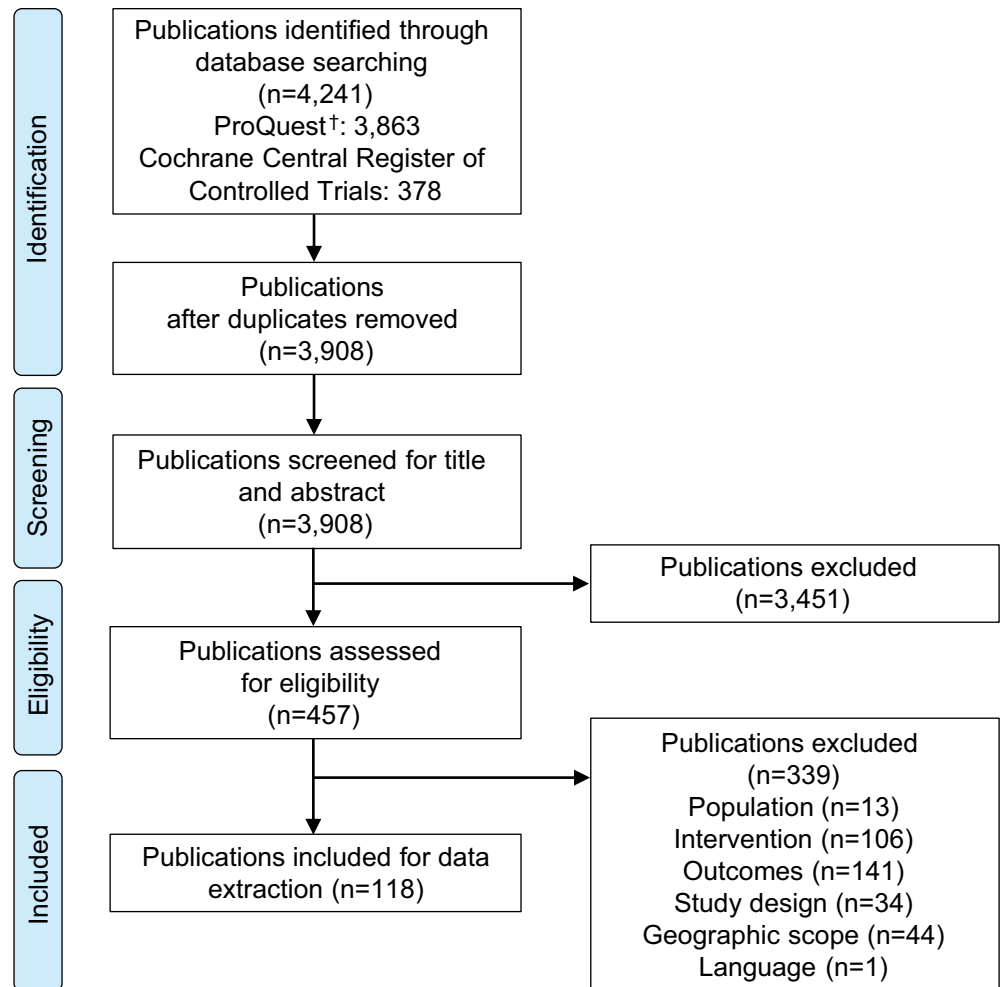 Identification
Publications identified through
database searching
(n=4,241)
ProQuest†: 3,863
Cochrane Central Register of
Controlled Trials: 378
Publications
after duplicates removed
(n=3,908)
Screening
Publications screened for title
and abstract
(n=3,908)
Publications excluded
(n=3,451)
Eligibility
Publications assessed
for eligibility
(n=457)
Publications excluded
(n=339)
Population (n=13)
Intervention (n=106)
Outcomes (n=141)
Study design (n=34)
Geographic scope (n=44)
Language (n=1)
Included
Publications included for data
extraction (n=118)